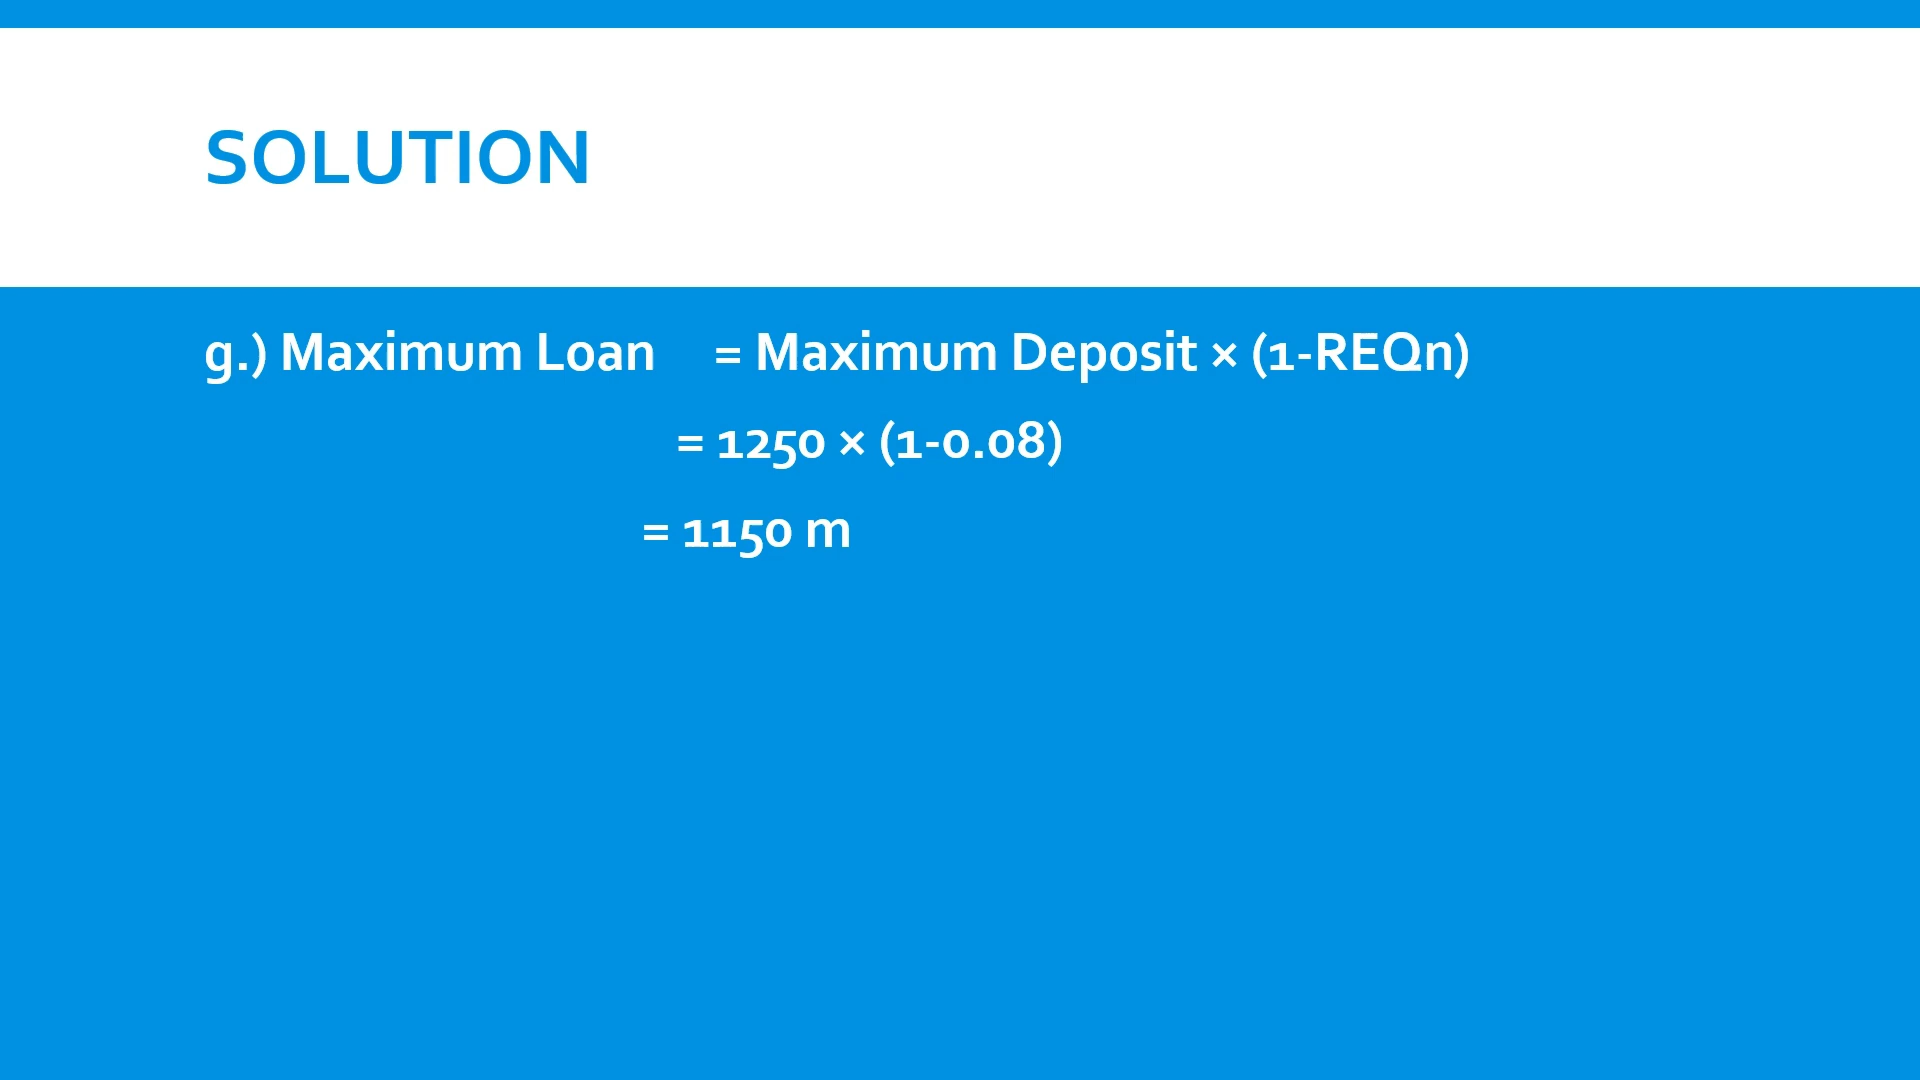 SOLUTION
g.) Maximum Loan = Maximum Deposit × (1-REQn)
= 1250 × (1-0.08)
= 1150 m